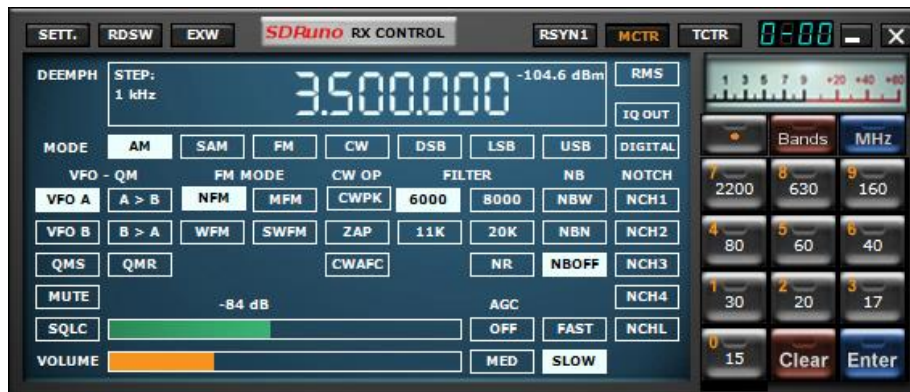 SETT. RDSW EXW SDRuno RX CONTROL RSYN1 MCTR TCTR 0-00
DEEMPH STEP: 1 kHz 3.500.000 -104.6 dBm RMS
IQ OUT
MODE AM SAM FM CW DSB LSB USB DIGITAL
VFO - QM FM MODE CW OP FILTER NB NOTCH
VFO A A > B NFM MFM CWPK 6000 8000 NBW NCH1
VFO B B > A WFM SWFM ZAP 11K 20K NBN NCH2
QMS QMR CWAFC NR NBOFF NCH3
MUTE -84 dB AGC NCH4
SQLC OFF FAST NCHL
VOLUME MED SLOW
1 3 5 7 9 +20 +40 +60
Bands MHz
7 2200 8 630 9 160
4 80 5 60 6 40
1 30 2 20 3 17
0 15 Clear Enter